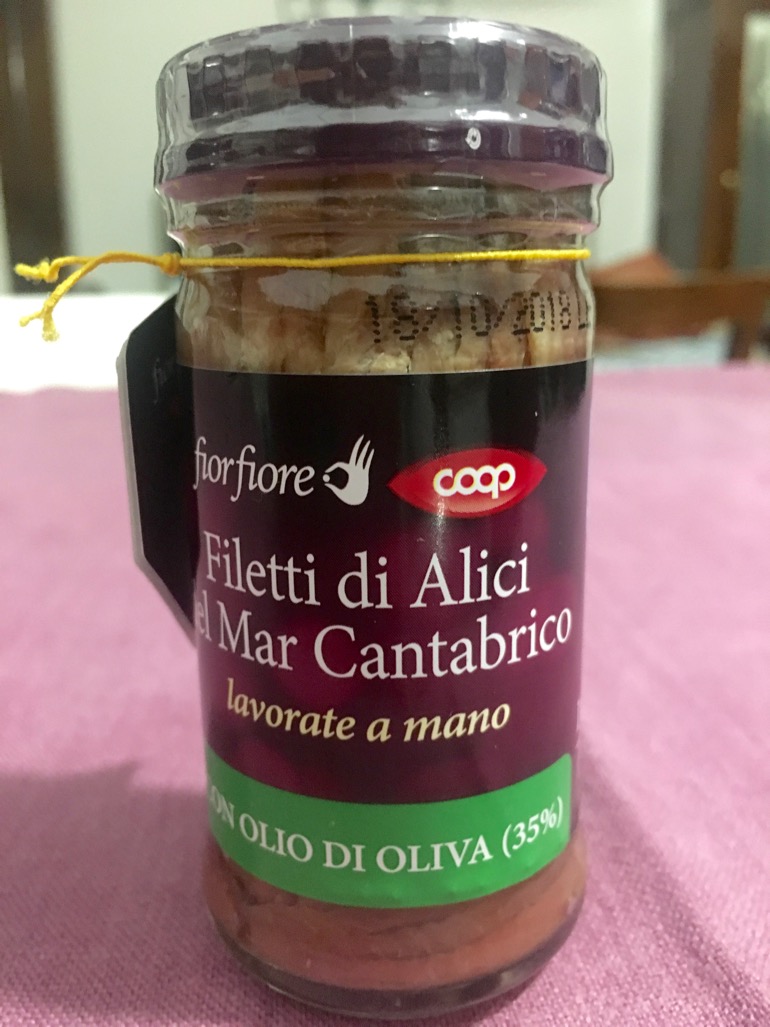 18/10/2018
fiorfiore
coop
Filetti di Alici
el Mar Cantabrico
lavorate a mano
ON OLIO DI OLIVA (35%)